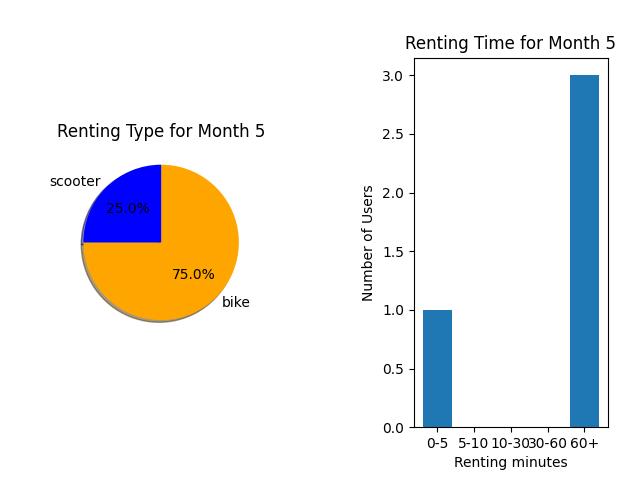 Renting Type for Month 5
scooter
25.0%
75.0%
bike
Renting Time for Month 5
3.0
2.5
2.0
1.5
1.0
0.5
0.0
Number of Users
0-5 5-10 10-30 30-60 60+
Renting minutes